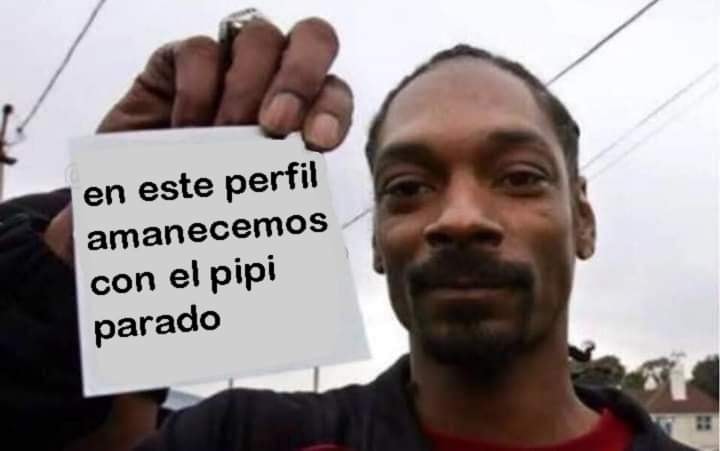 en este perfil
amanecemos
con el pipi
parado